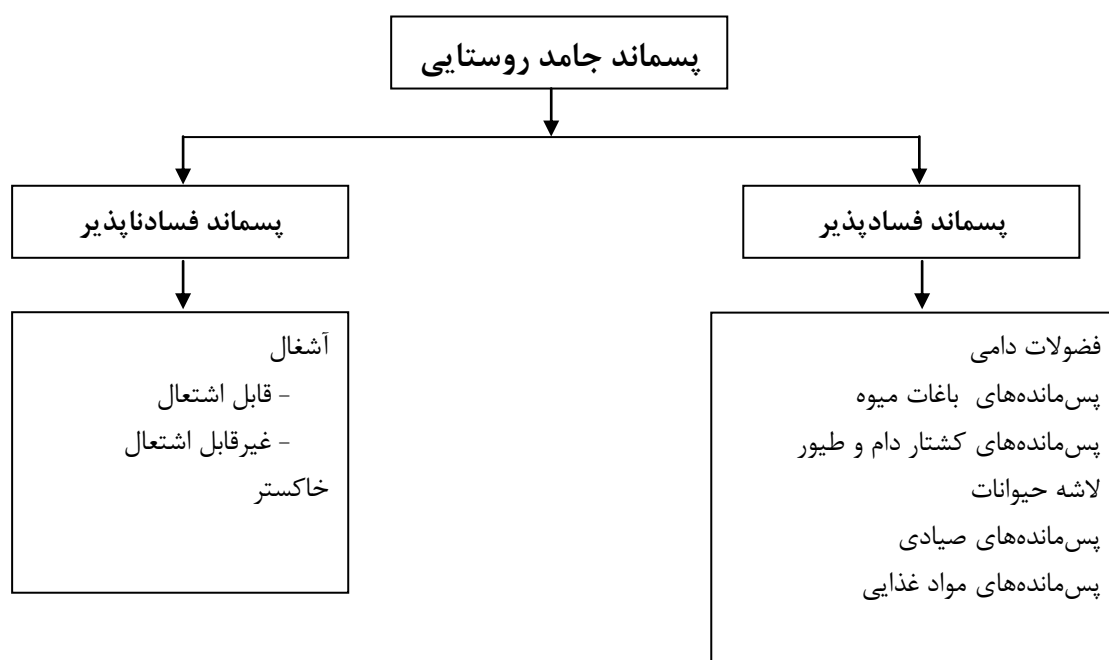 پسماند جامد روستایی
پسماند فسادپذیر
پسماند فسادناپذیر
فضولات دامی
پس‌مانده‌های باغات میوه
پس‌مانده‌های کشتار دام و طیور
لاشه حیوانات
پس‌مانده‌های صیادی
پس‌مانده‌های مواد غذایی
آشغال
- قابل اشتعال
- غیرقابل اشتعال
خاکستر